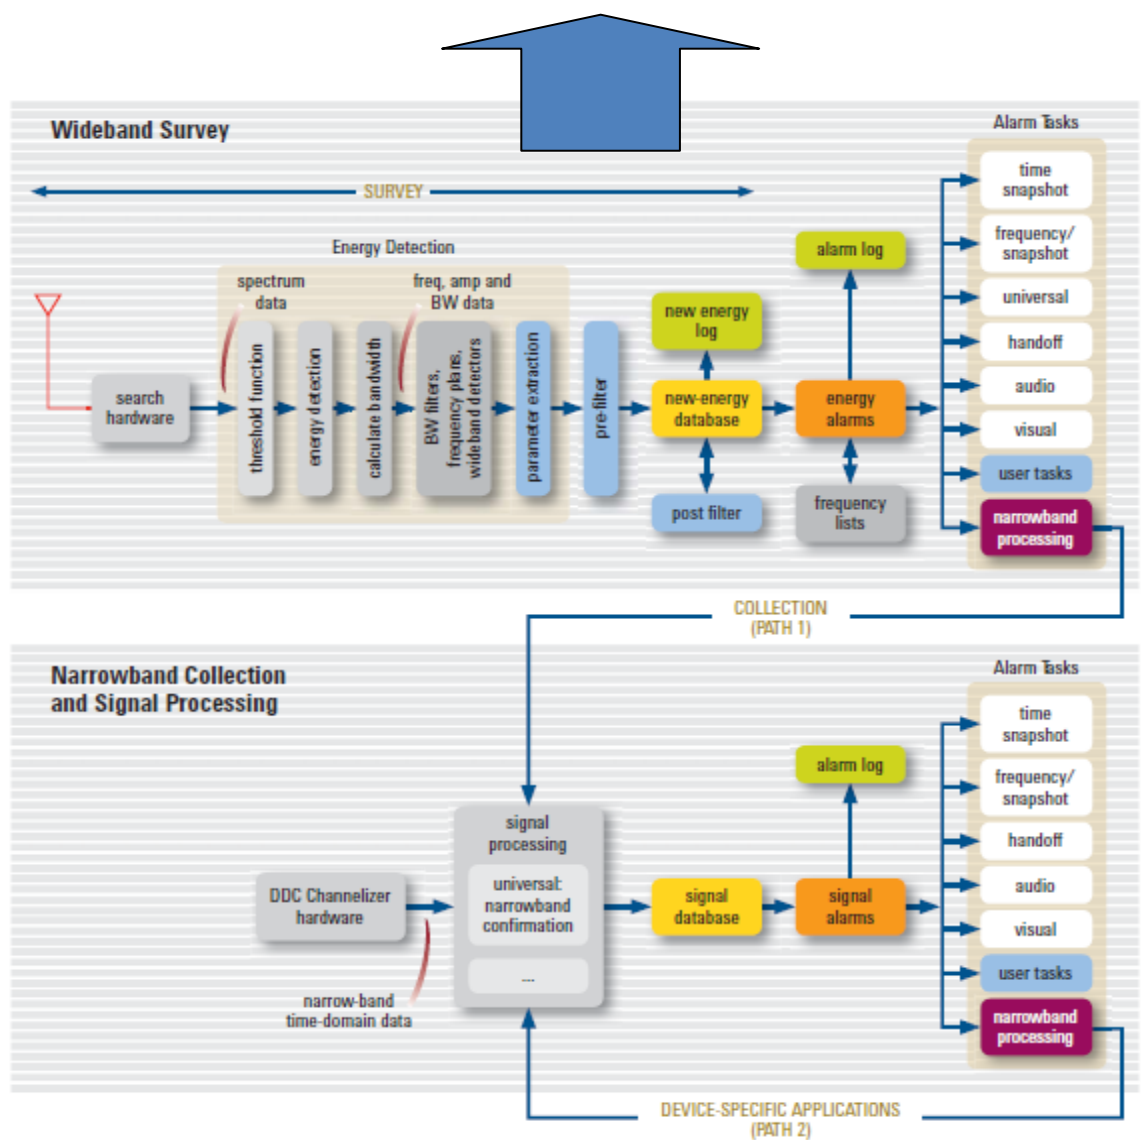 Wideband Survey
Alarm Tasks
SURVEY
Energy Detection
spectrum
data
freq, amp and
BW data
search
hardware
threshold function
energy detection
calculate bandwidth
BW filters,
frequency plans,
wideband detectors
parameter extraction
pre-filter
new energy
log
new-energy
database
post filter
alarm log
energy
alarms
frequency
lists
time
snapshot
frequency/
snapshot
universal
handoff
audio
visual
user tasks
narrowband
processing
COLLECTION
(PATH 1)
Narrowband Collection
and Signal Processing
Alarm Tasks
DDC Channelizer
hardware
narrow-band
time-domain data
signal
processing
universal:
narrowband
confirmation
...
signal
database
alarm log
signal
alarms
time
snapshot
frequency/
snapshot
handoff
audio
visual
user tasks
narrowband
processing
DEVICE-SPECIFIC APPLICATIONS
(PATH 2)